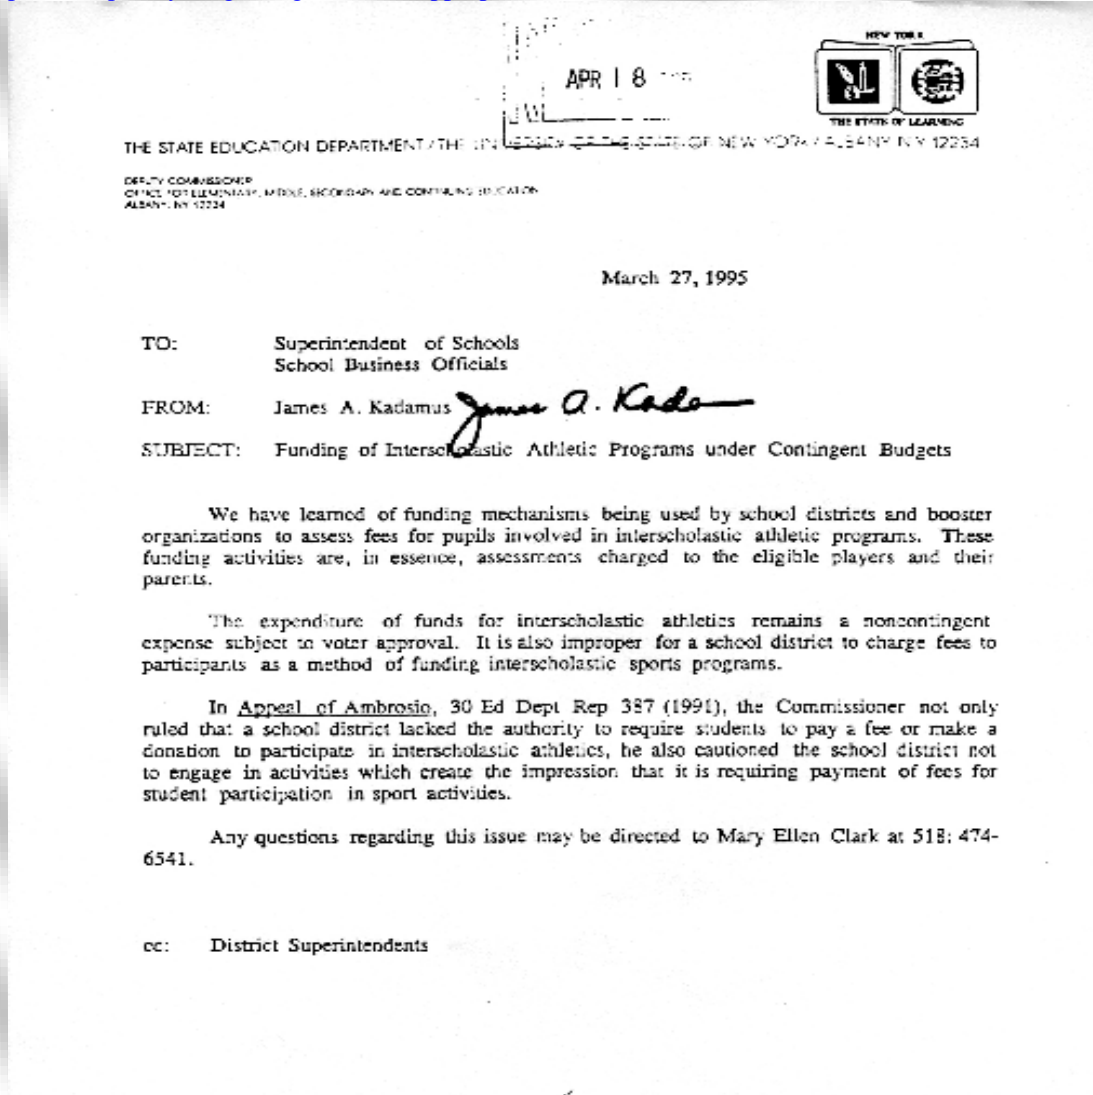 NEW YORK
THE STATE OF LEARNING
APR 18
THE STATE EDUCATION DEPARTMENT / THE UNIVERSITY OF THE STATE OF NEW YORK / ALBANY, N.Y. 12234
DEPUTY COMMISSIONER
OFFICE FOR ELEMENTARY, MIDDLE, SECONDARY AND CONTINUING EDUCATION
ALBANY, NY 12234
March 27, 1995
TO: Superintendent of Schools
School Business Officials
FROM: James A. Kadamus James A. Kada
SUBJECT: Funding of Interscholastic Athletic Programs under Contingent Budgets
We have learned of funding mechanisms being used by school districts and booster
organizations to assess fees for pupils involved in interscholastic athletic programs. These
funding activities are, in essence, assessments charged to the eligible players and their
parents.
The expenditure of funds for interscholastic athletics remains a noncontingent
expense subject to voter approval. It is also improper for a school district to charge fees to
participants as a method of funding interscholastic sports programs.
In Appeal of Ambrosio, 30 Ed Dept Rep 387 (1991), the Commissioner not only
ruled that a school district lacked the authority to require students to pay a fee or make a
donation to participate in interscholastic athletics, he also cautioned the school district not
to engage in activities which create the impression that it is requiring payment of fees for
student participation in sport activities.
Any questions regarding this issue may be directed to Mary Ellen Clark at 518; 474-
6541.
cc: District Superintendents